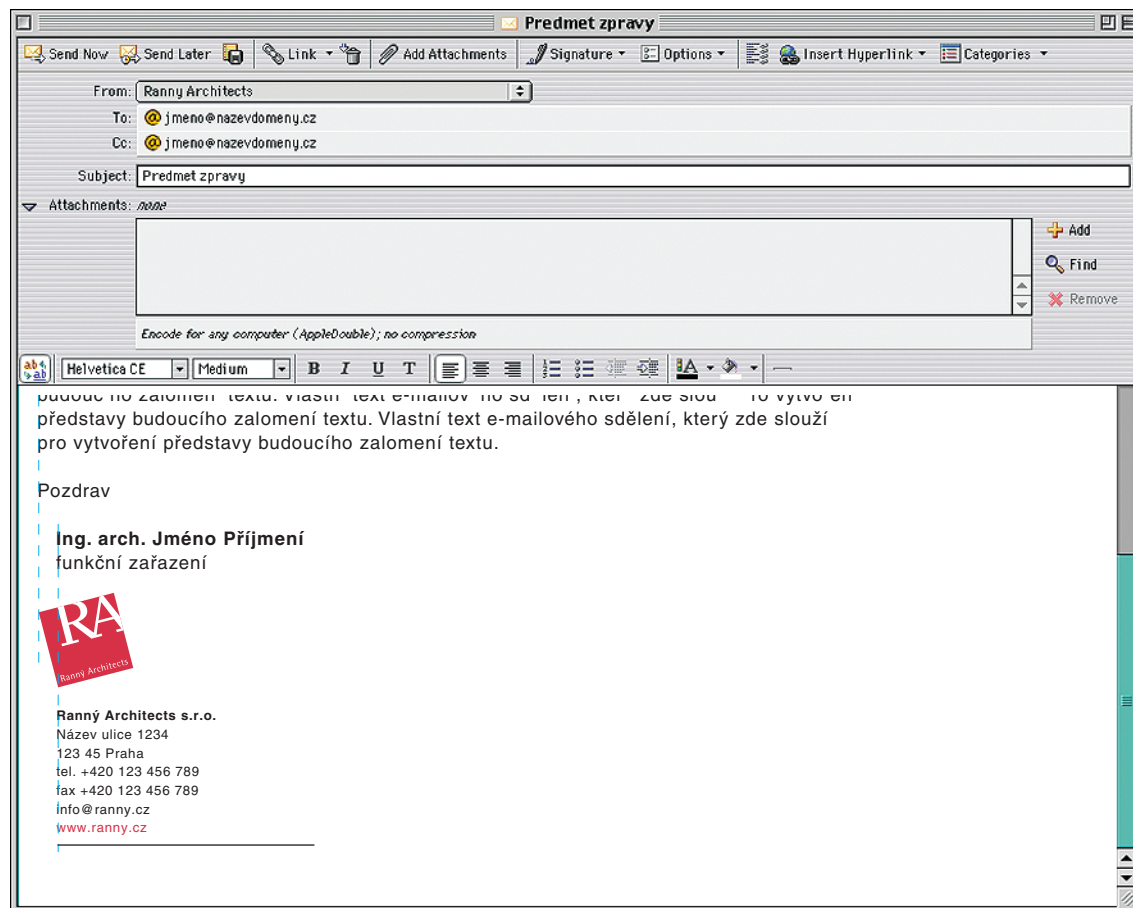 Predmet zpravy
Send Now Send Later Link Add Attachments Signature Options Insert Hyperlink Categories
From: Ranny Architects
To: jmeno@nazevdomeny.cz
Cc: jmeno@nazevdomeny.cz
Subject: Predmet zpravy
Attachments: none
Add
Find
Remove
Encode for any computer (AppleDouble); no compression
Helvetica CE Medium B I U T
textu. Vlastn text zde
představy budoucího zalomení textu. Vlastní text e-mailového sdělení, který zde slouží
pro vytvoření představy budoucího zalomení textu.
Pozdrav
Ing. arch. Jméno Příjmení
funkční zařazení
RA
Ranný Architects
Ranný Architects s.r.o.
Název ulice 1234
123 45 Praha
tel. +420 123 456 789
fax +420 123 456 789
info@ranny.cz
www.ranny.cz